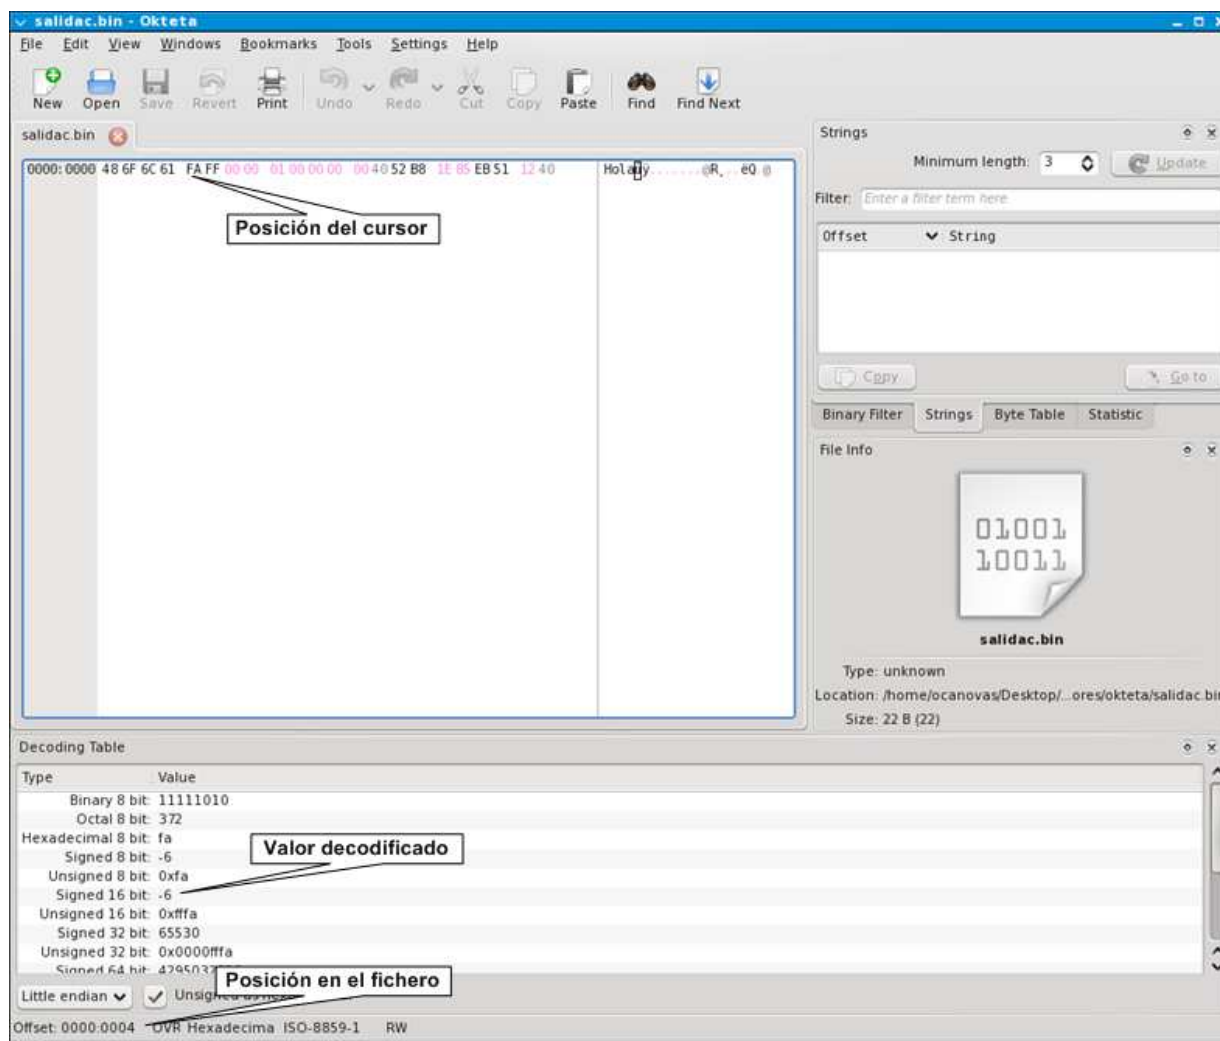 salidac.bin - Okteta
File Edit View Windows Bookmarks Tools Settings Help
New Open Save Revert Print Undo Redo Cut Copy Paste Find Find Next
salidac.bin
0000:0000 48 6F 6C 61 FA FF 00 00 01 00 00 00 00 40 52 B8 1E 85 EB 51 12 40
Posición del cursor
Strings
Minimum length: 3 Update
Filter: Enter a filter term here.
Offset String
Copy Go to
Binary Filter Strings Byte Table Statistic
File Info
01001
10011
salidac.bin
Type: unknown
Location: /home/ocanovas/Desktop/...ores/okteta/salidac.bin
Size: 22 B (22)
Decoding Table
Type Value
Binary 8 bit: 11111010
Octal 8 bit: 372
Hexadecimal 8 bit: fa
Signed 8 bit: -6
Unsigned 8 bit: 0xfa
Signed 16 bit: -6
Unsigned 16 bit: 0xfffa
Signed 32 bit: 65530
Unsigned 32 bit: 0x0000fffa
Signed 64 bit:
Valor decodificado
Posición en el fichero
Little endian
Offset: 0000:0004 OVR Hexadecima ISO-8859-1 RW